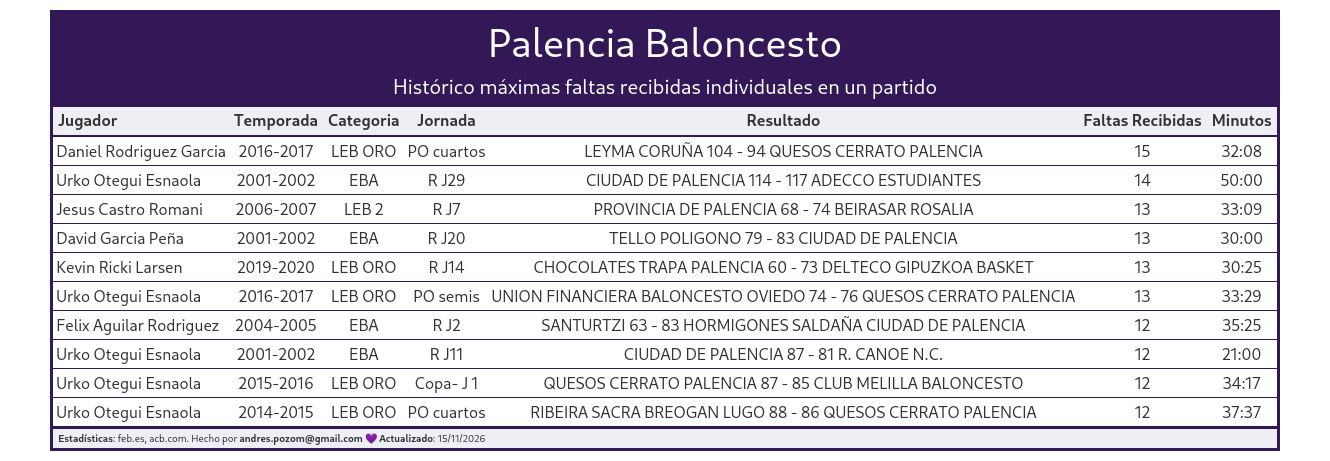 Palencia Baloncesto
Histórico máximas faltas recibidas individuales en un partido
Jugador Temporada Categoria Jornada Resultado Faltas Recibidas Minutos
Daniel Rodriguez Garcia 2016-2017 LEB ORO PO cuartos LEYMA CORUÑA 104 - 94 QUESOS CERRATO PALENCIA 15 32:08
Urko Otegui Esnaola 2001-2002 EBA R J29 CIUDAD DE PALENCIA 114 - 117 ADECCO ESTUDIANTES 14 50:00
Jesus Castro Romani 2006-2007 LEB 2 R J7 PROVINCIA DE PALENCIA 68 - 74 BEIRASAR ROSALIA 13 33:09
David Garcia Peña 2001-2002 EBA R J20 TELLO POLIGONO 79 - 83 CIUDAD DE PALENCIA 13 30:00
Kevin Ricki Larsen 2019-2020 LEB ORO R J14 CHOCOLATES TRAPA PALENCIA 60 - 73 DELTECO GIPUZKOA BASKET 13 30:25
Urko Otegui Esnaola 2016-2017 LEB ORO PO semis UNION FINANCIERA BALONCESTO OVIEDO 74 - 76 QUESOS CERRATO PALENCIA 13 33:29
Felix Aguilar Rodriguez 2004-2005 EBA R J2 SANTURTZI 63 - 83 HORMIGONES SALDAÑA CIUDAD DE PALENCIA 12 35:25
Urko Otegui Esnaola 2001-2002 EBA R J11 CIUDAD DE PALENCIA 87 - 81 R. CANOE N.C. 12 21:00
Urko Otegui Esnaola 2015-2016 LEB ORO Copa- J 1 QUESOS CERRATO PALENCIA 87 - 85 CLUB MELILLA BALONCESTO 12 34:17
Urko Otegui Esnaola 2014-2015 LEB ORO PO cuartos RIBEIRA SACRA BREOGAN LUGO 88 - 86 QUESOS CERRATO PALENCIA 12 37:37
Estadísticas: feb.es, acb.com. Hecho por andres.pozom@gmail.com 💜 Actualizado: 15/11/2026